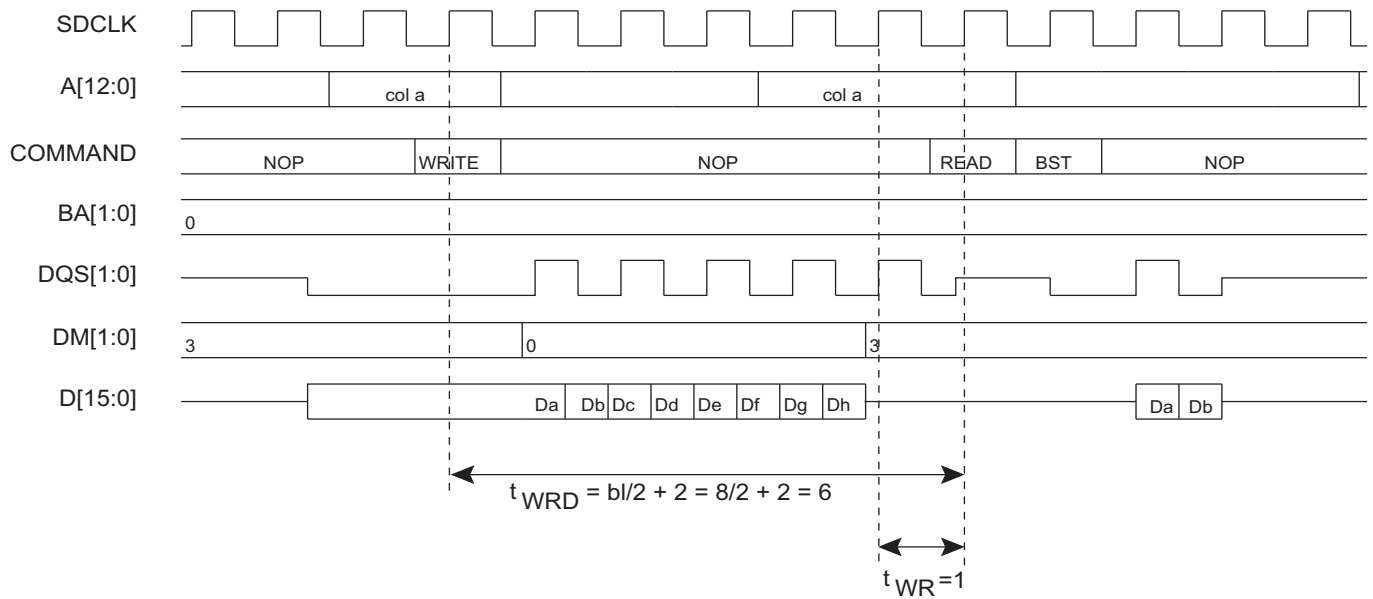 SDCLK
A[12:0] col a col a
COMMAND NOP WRITE NOP READ BST NOP
BA[1:0] 0
DQS[1:0]
DM[1:0] 3 0 3
D[15:0] Da Db Dc Dd De Df Dg Dh Da Db
t WRD = bl/2 + 2 = 8/2 + 2 = 6
t WR =1